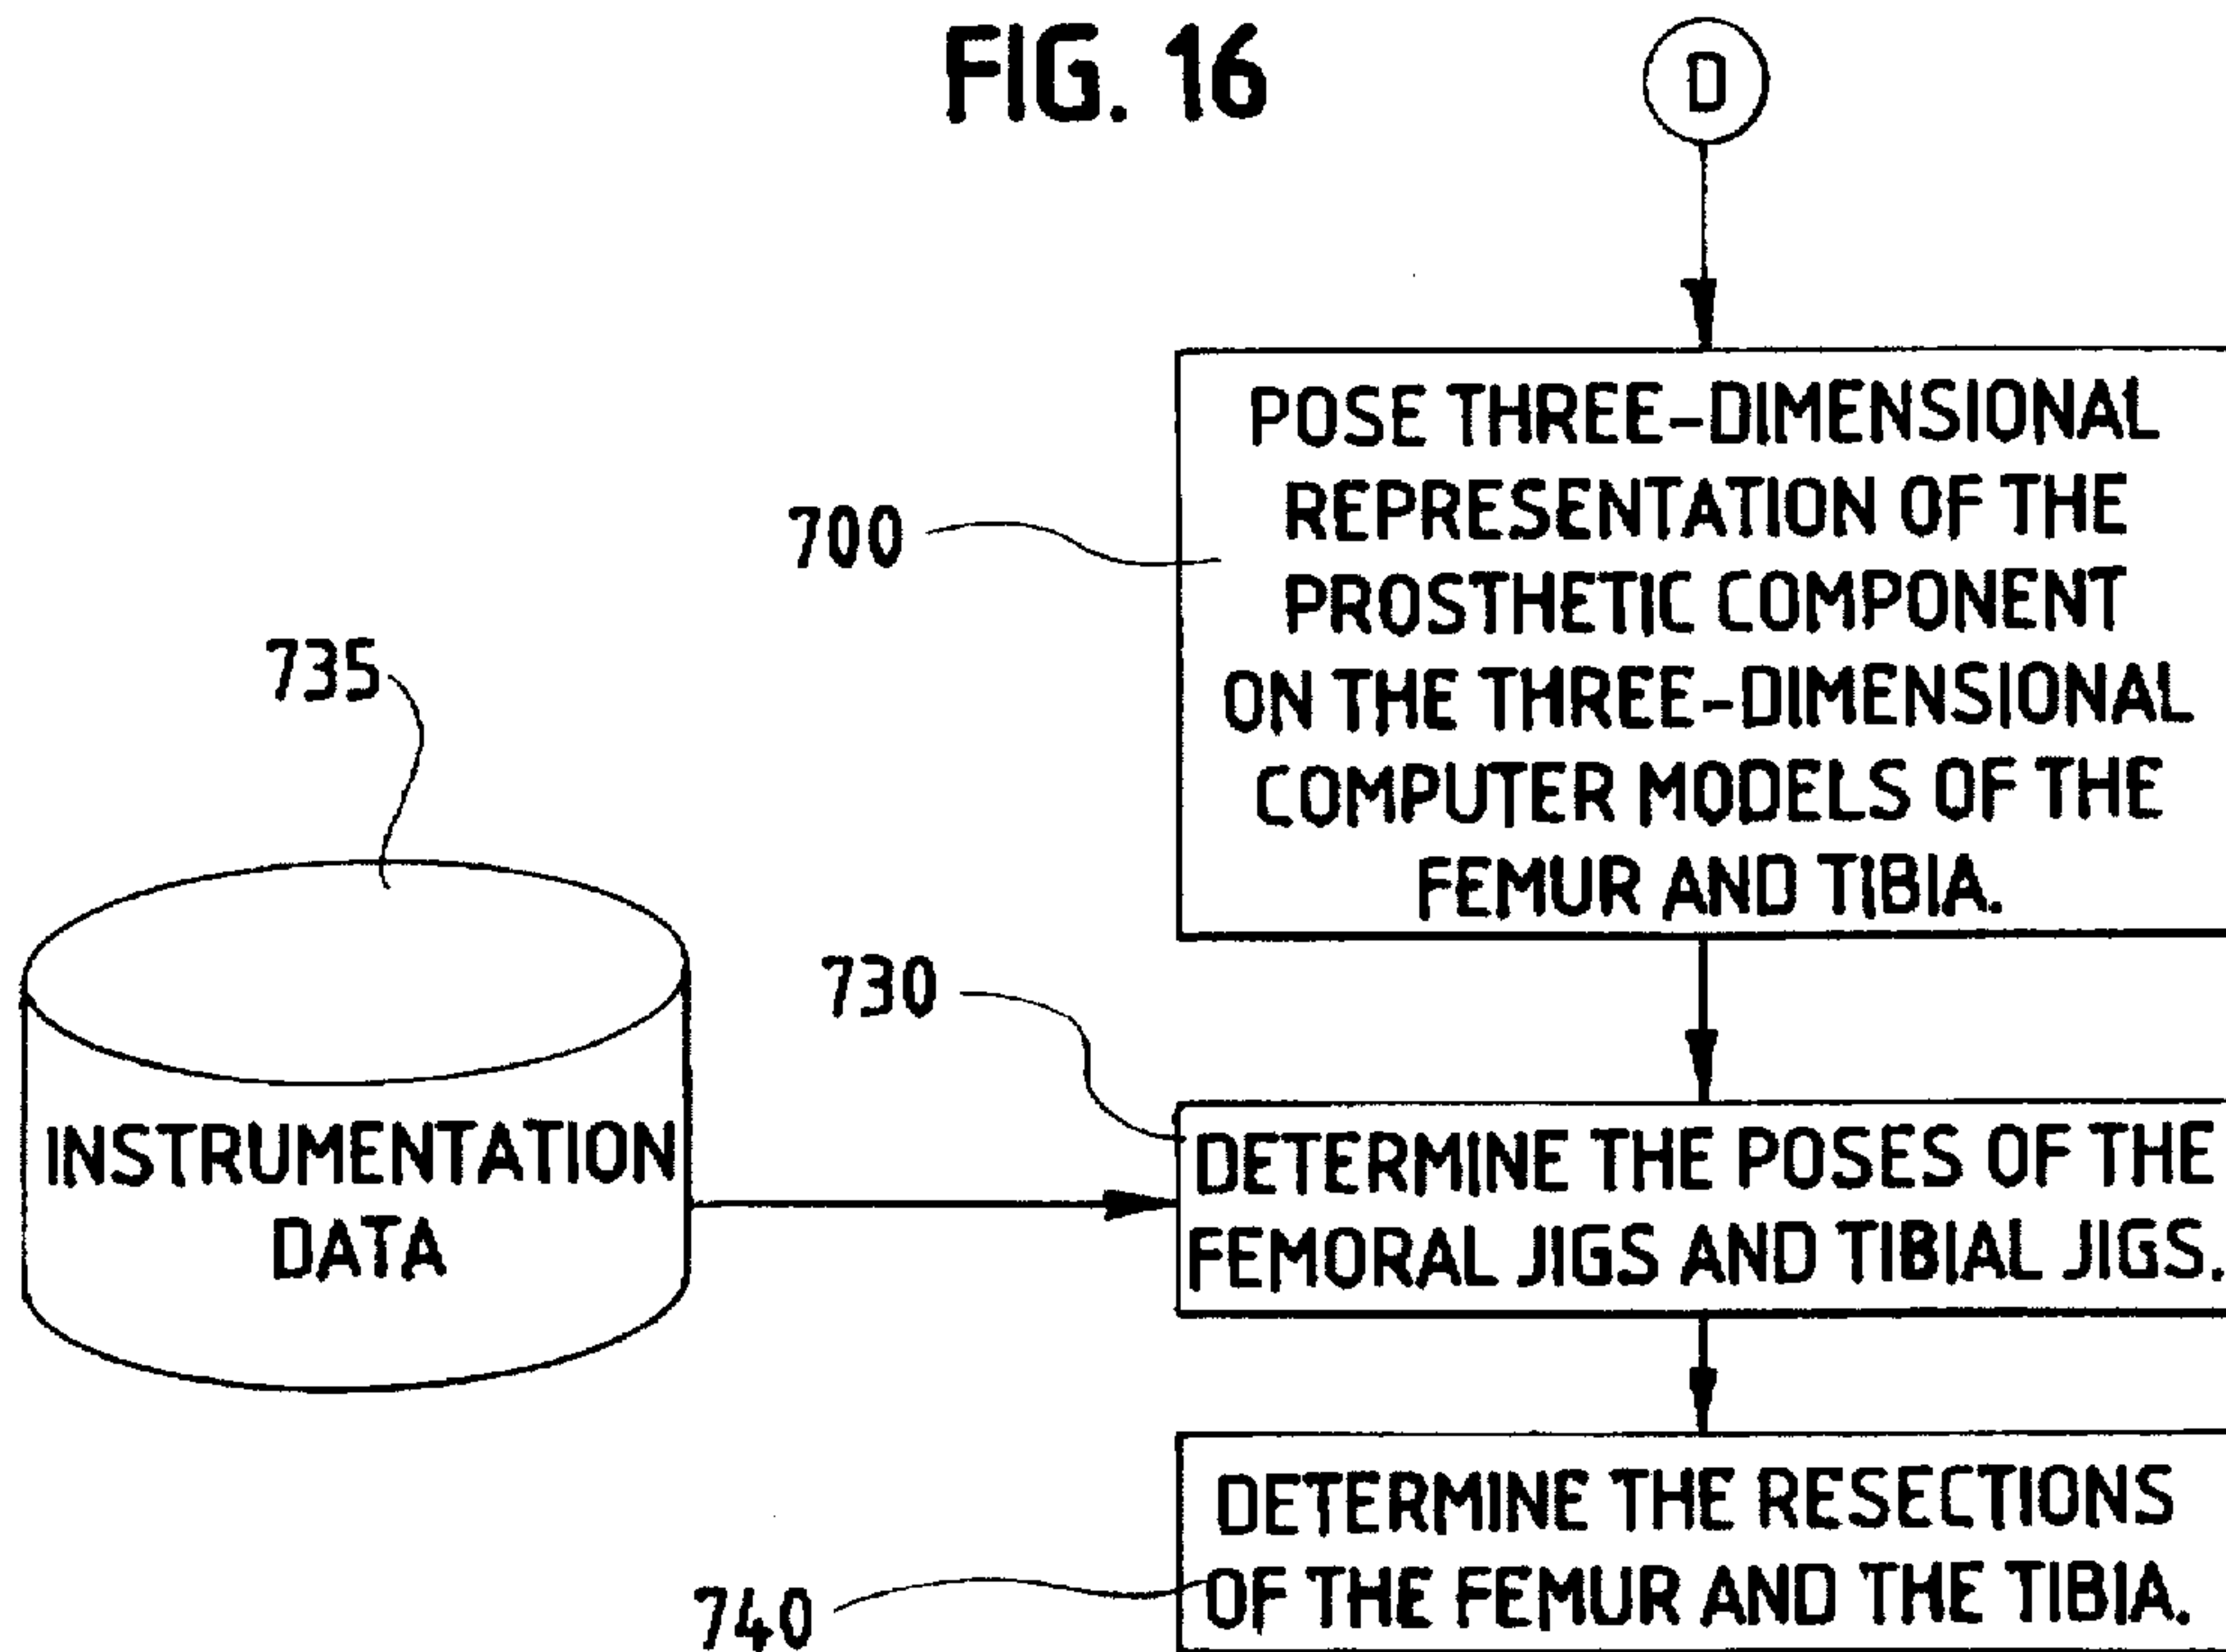 FIG. 16
D
700
POSE THREE-DIMENSIONAL
REPRESENTATION OF THE
PROSTHETIC COMPONENT
ON THE THREE-DIMENSIONAL
COMPUTER MODELS OF THE
FEMUR AND TIBIA.
735
INSTRUMENTATION
DATA
730
DETERMINE THE POSES OF THE
FEMORAL JIGS AND TIBIAL JIGS.
740
DETERMINE THE RESECTIONS
OF THE FEMUR AND THE TIBIA.